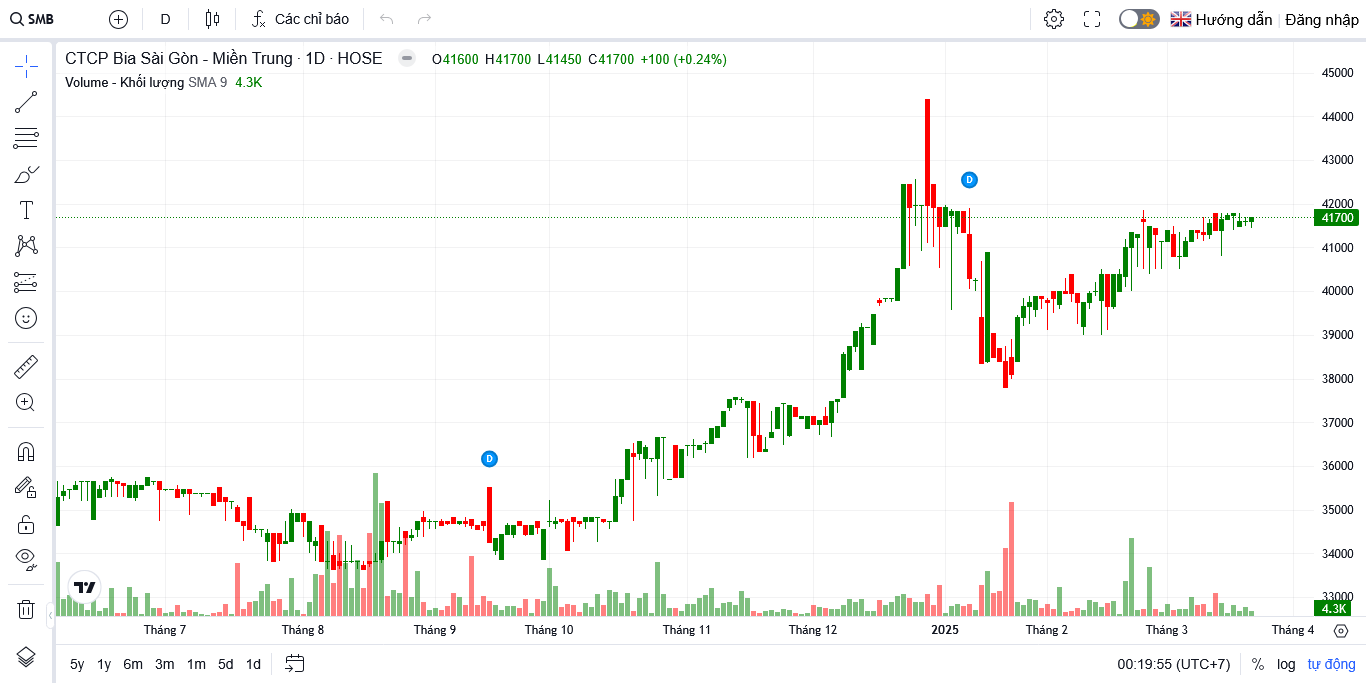 SMB D Các chỉ báo Hướng dẫn Đăng nhập
CTCP Bia Sài Gòn - Miền Trung · 1D · HOSE O41600 H41700 L41450 C41700 +100 (+0.24%)
Volume - Khối lượng SMA 9 4.3K
45000
44000
43000
42000
41700
41000
40000
39000
38000
37000
36000
35000
34000
33000
4.3K
D
D
Tháng 7 Tháng 8 Tháng 9 Tháng 10 Tháng 11 Tháng 12 2025 Tháng 2 Tháng 3 Tháng 4
5y 1y 6m 3m 1m 5d 1d 00:19:55 (UTC+7) % log tự động